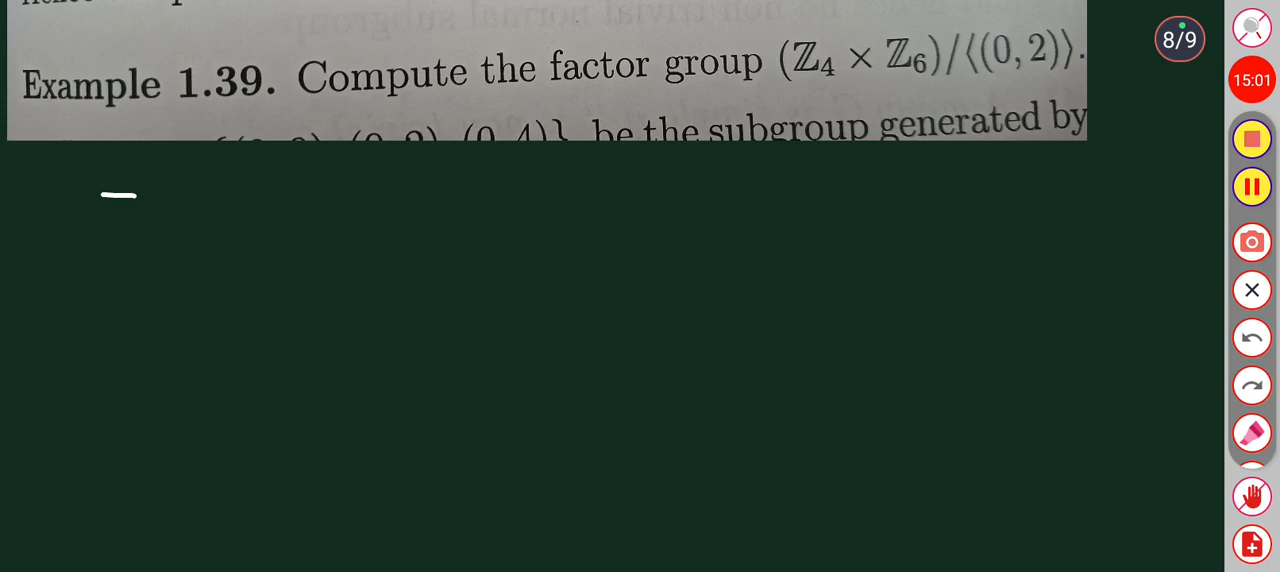 Example 1.39. Compute the factor group (ℤ₄ × ℤ₆)/⟨(0, 2)⟩.
be the subgroup generated by
8/9
15:01